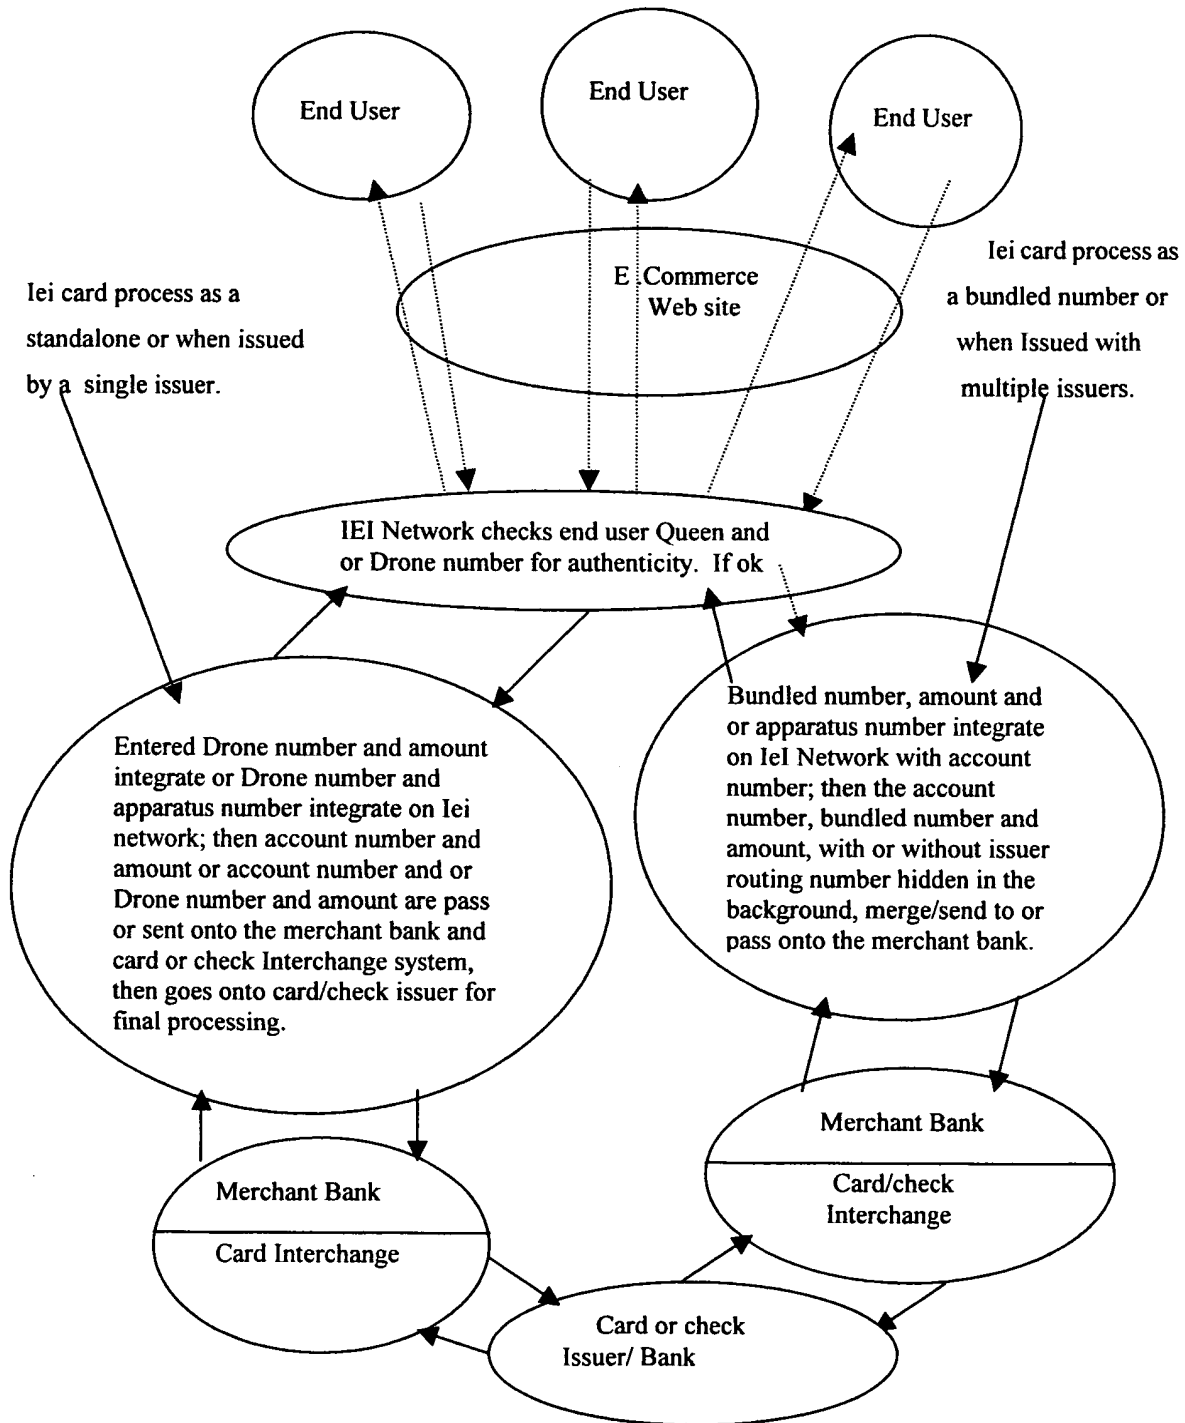 End User
End User
End User
E .Commerce
Web site
Iei card process as a
standalone or when issued
by a single issuer.
Iei card process as
a bundled number or
when Issued with
multiple issuers.
IEI Network checks end user Queen and
or Drone number for authenticity. If ok
Entered Drone number and amount
integrate or Drone number and
apparatus number integrate on Iei
network; then account number and
amount or account number and or
Drone number and amount are pass
or sent onto the merchant bank and
card or check Interchange system,
then goes onto card/check issuer for
final processing.
Bundled number, amount and
or apparatus number integrate
on IeI Network with account
number; then the account
number, bundled number and
amount, with or without issuer
routing number hidden in the
background, merge/send to or
pass onto the merchant bank.
Merchant Bank
Card Interchange
Merchant Bank
Card/check
Interchange
Card or check
Issuer/ Bank